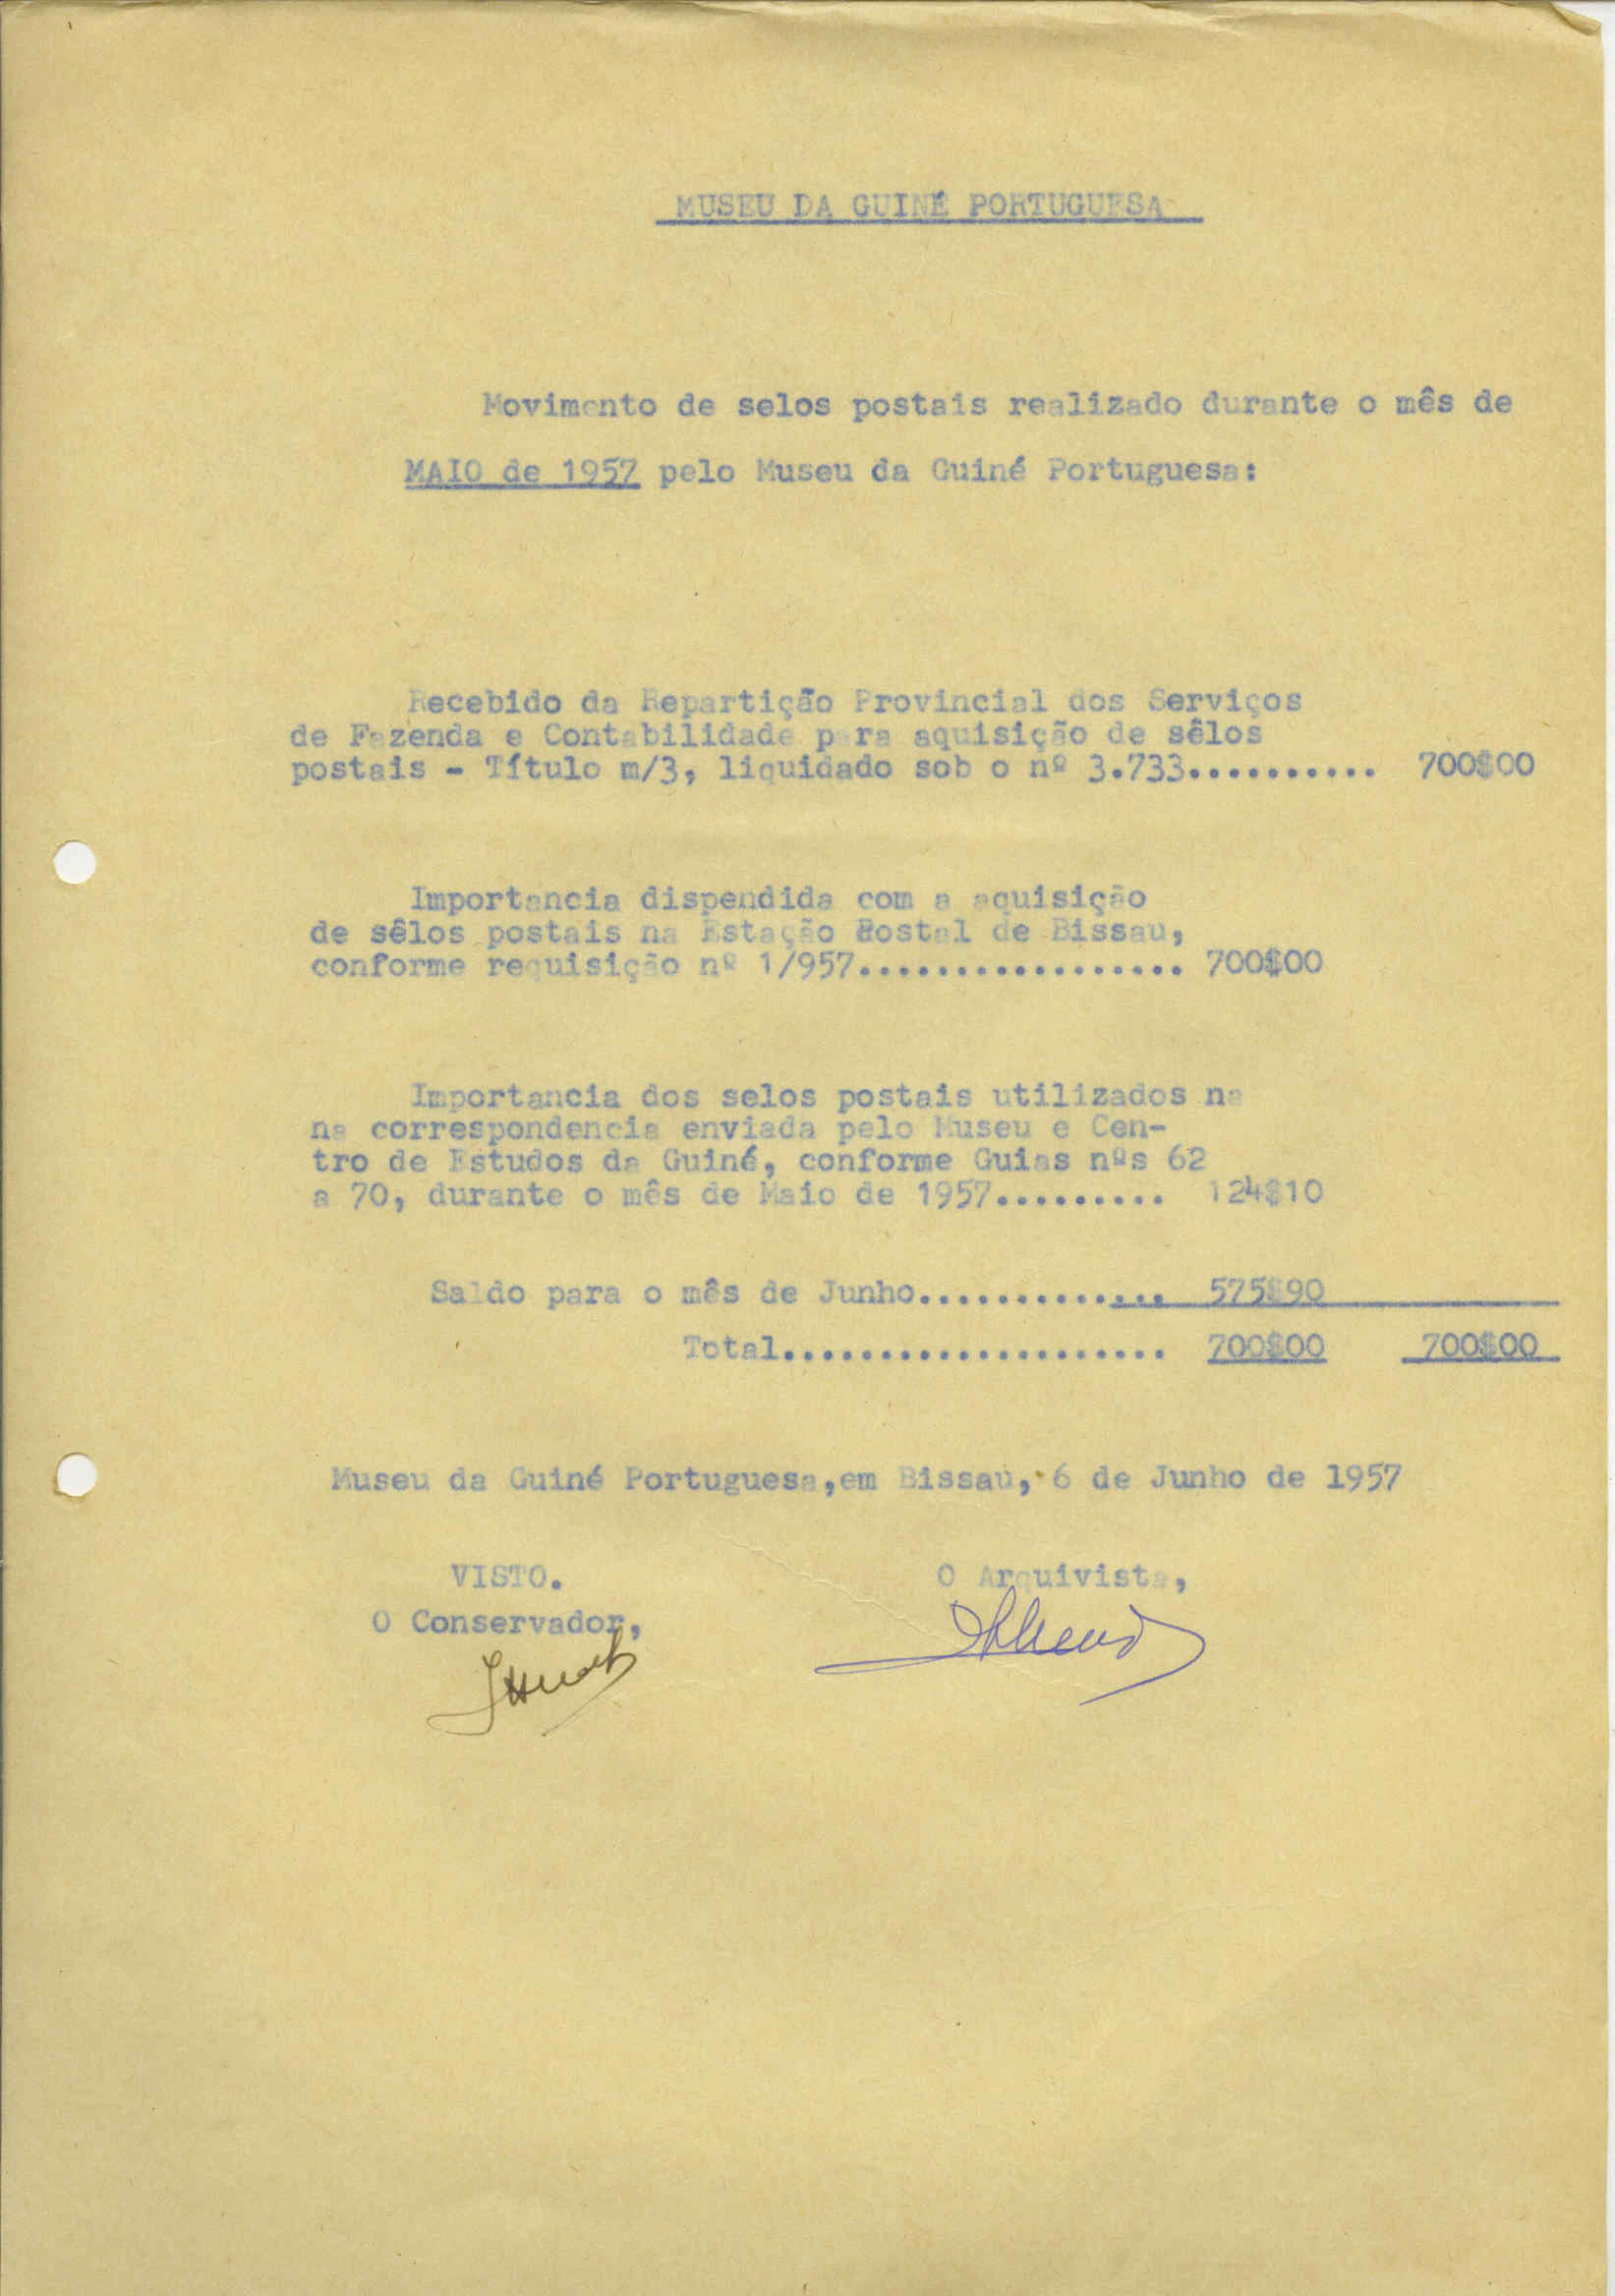 MUSEU DA GUINÉ PORTUGUESA
Movimento de selos postais realizado durante o mês de
MAIO de 1957 pelo Museu da Guiné Portuguesa:
Recebido da Repartição Provincial dos Serviços
de Fazenda e Contabilidade para aquisição de sêlos
postais - Título m/3, liquidado sob o nº 3.733.......... 700$00
Importancia dispendida com a aquisição
de sêlos postais na Estação Postal de Bissau,
conforme requisição nº 1/957................. 700$00
Importancia dos selos postais utilizados na
na correspondencia enviada pelo Museu e Cen-
tro de Estudos da Guiné, conforme Guias nºs 62
a 70, durante o mês de Maio de 1957......... 124$10
Saldo para o mês de Junho............. 575$90
Total.................... 700$00 700$00
Museu da Guiné Portuguesa,em Bissau, 6 de Junho de 1957
VISTO. O Arquivista,
O Conservador,